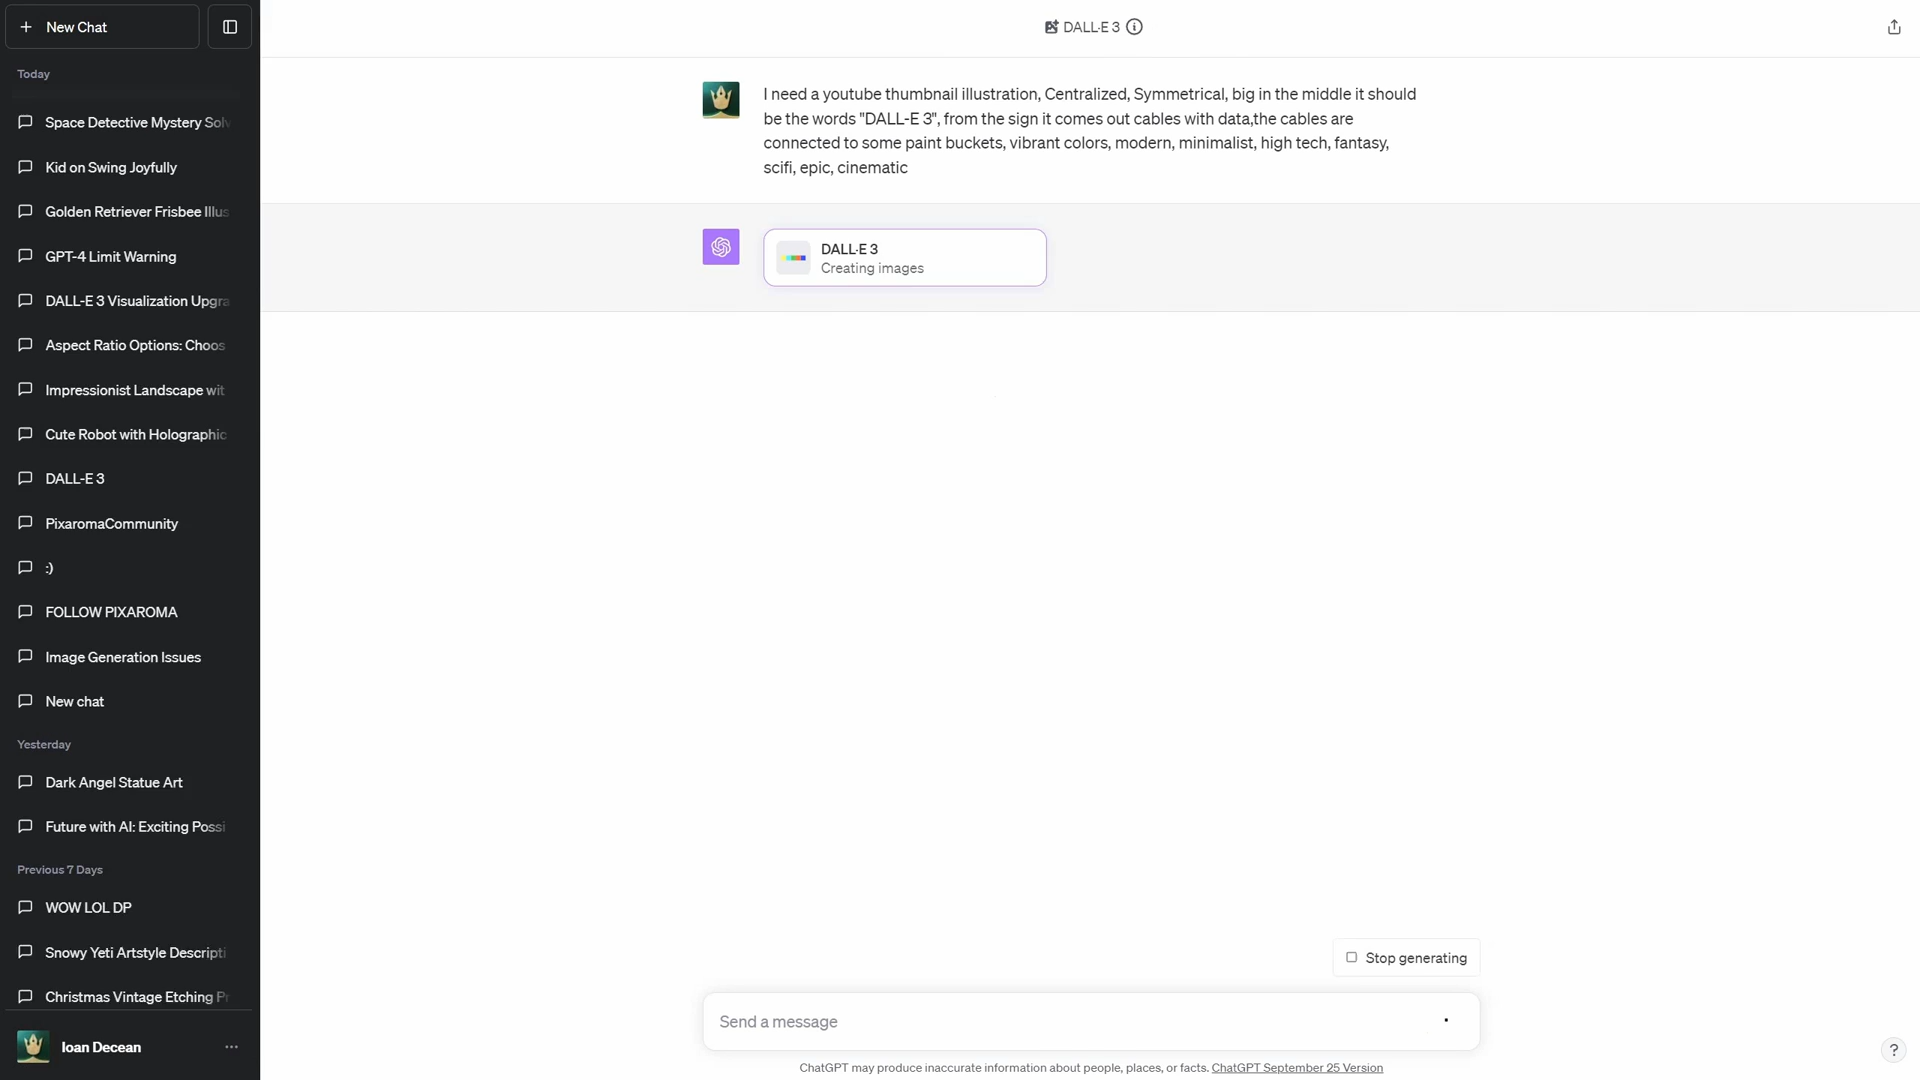 New Chat
Today
Space Detective Mystery Solv
Kid on Swing Joyfully
Golden Retriever Frisbee Illus
GPT-4 Limit Warning
DALL-E 3 Visualization Upgra
Aspect Ratio Options: Choos
Impressionist Landscape wit
Cute Robot with Holographic
DALL-E 3
PixaromaCommunity
:)
FOLLOW PIXAROMA
Image Generation Issues
New chat
Yesterday
Dark Angel Statue Art
Future with AI: Exciting Possi
Previous 7 Days
WOW LOL DP
Snowy Yeti Artstyle Descripti
Christmas Vintage Etching Pr
Ioan Decean
DALL·E 3
I need a youtube thumbnail illustration, Centralized, Symmetrical, big in the middle it should
be the words "DALL-E 3", from the sign it comes out cables with data,the cables are
connected to some paint buckets, vibrant colors, modern, minimalist, high tech, fantasy,
scifi, epic, cinematic
DALL·E 3
Creating images
Stop generating
Send a message
ChatGPT may produce inaccurate information about people, places, or facts. ChatGPT September 25 Version
?